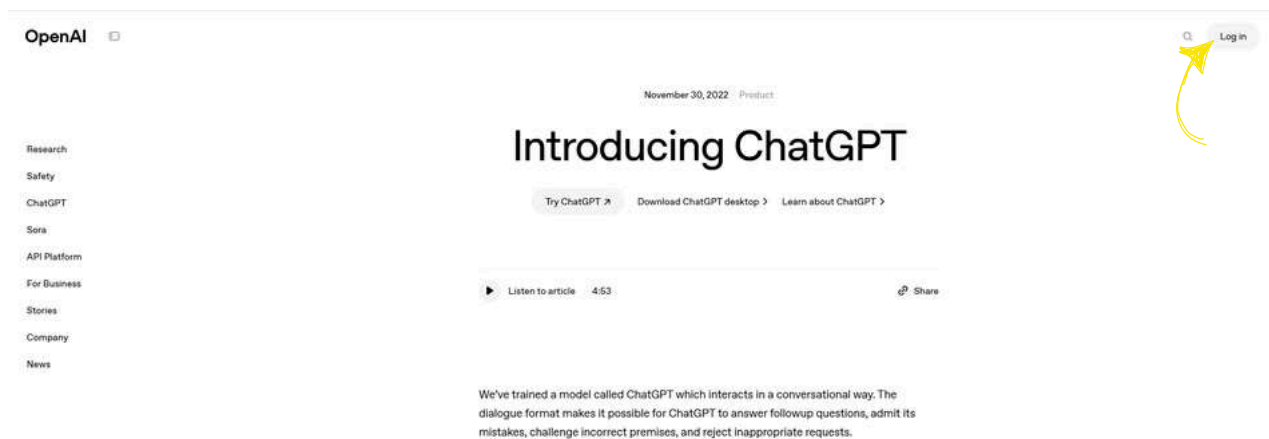 OpenAI
Log in
November 30, 2022 Product
Introducing ChatGPT
Research
Safety
ChatGPT
Sora
API Platform
For Business
Stories
Company
News
Try ChatGPT ↗ Download ChatGPT desktop > Learn about ChatGPT >
Listen to article 4:53 Share
We've trained a model called ChatGPT which interacts in a conversational way. The
dialogue format makes it possible for ChatGPT to answer followup questions, admit its
mistakes, challenge incorrect premises, and reject inappropriate requests.